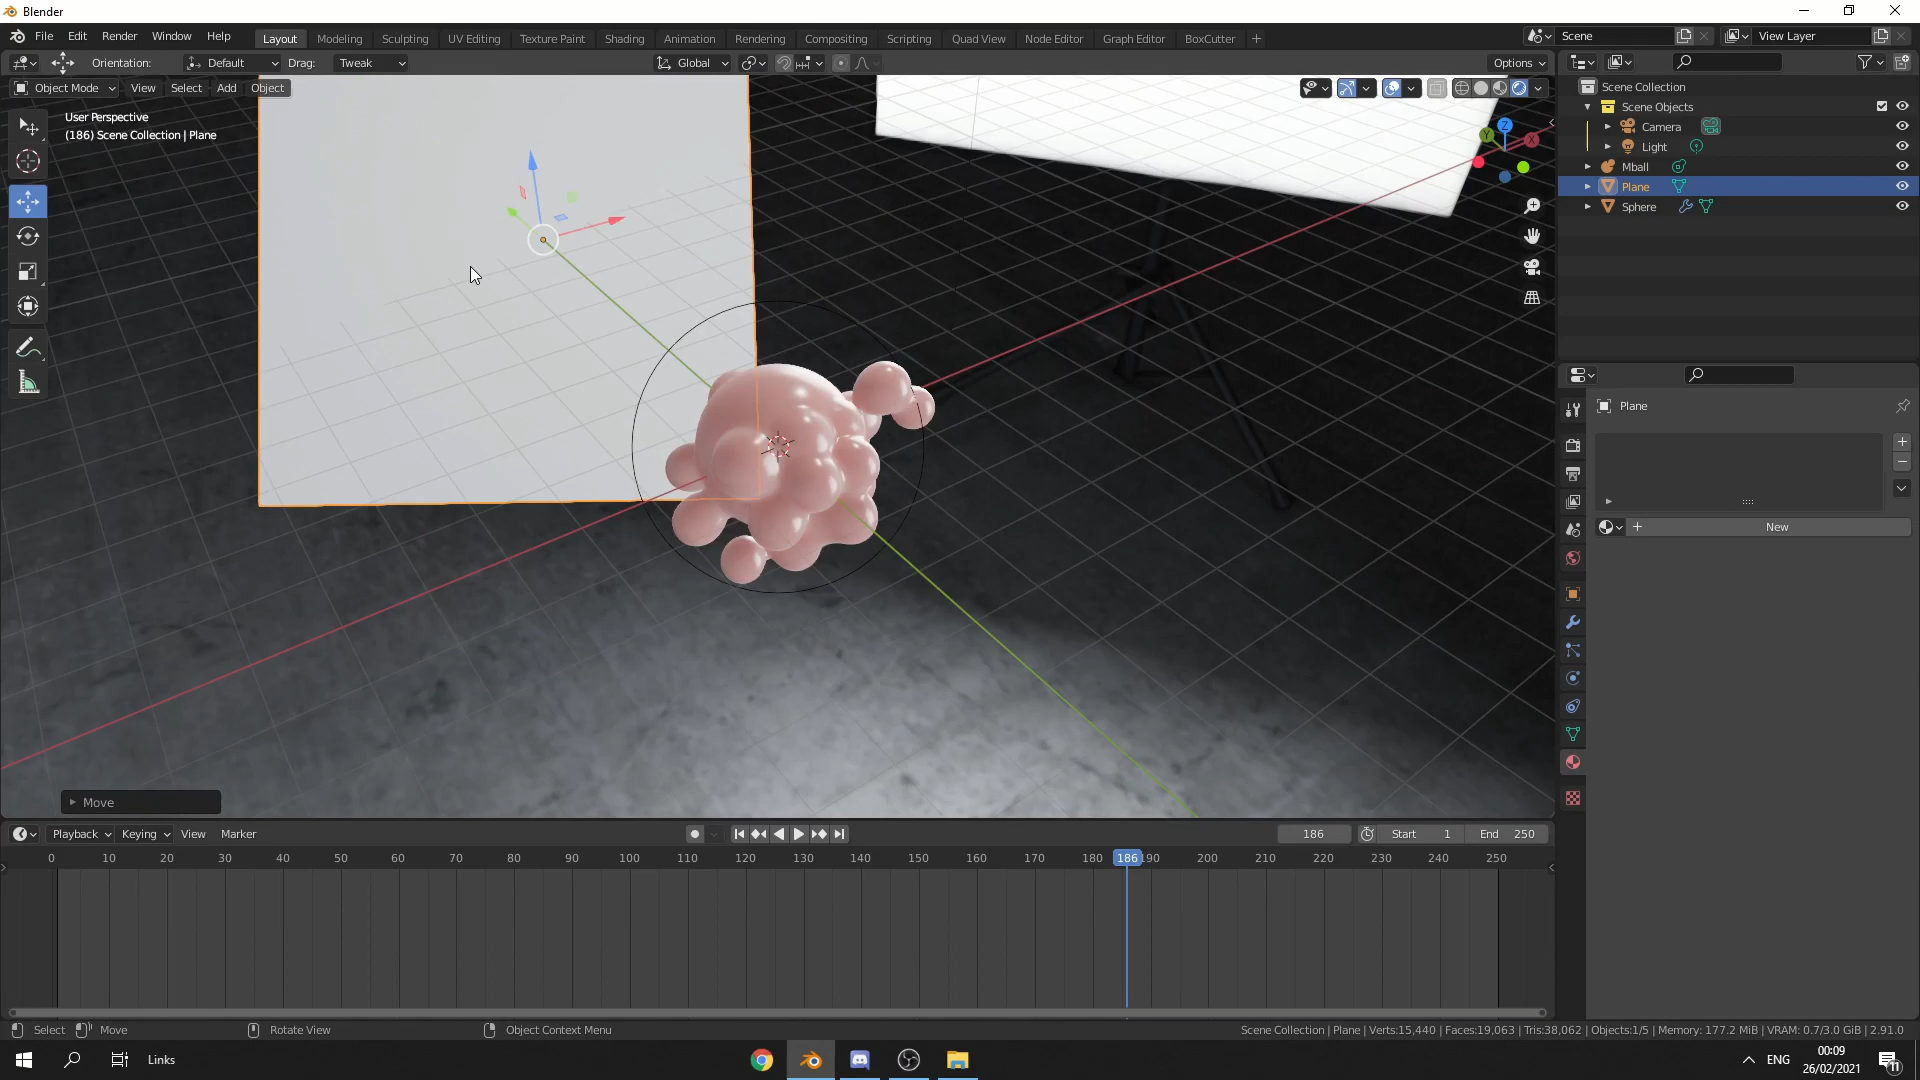 Blender
File Edit Render Window Help
Layout Modeling Sculpting UV Editing Texture Paint Shading Animation Rendering Compositing Scripting Quad View Node Editor Graph Editor BoxCutter +
Scene
View Layer
Orientation: Default Drag: Tweak
Global
Options
Object Mode View Select Add Object
User Perspective
(186) Scene Collection | Plane
Z
Y
X
Move
Scene Collection
Scene Objects
Camera
Light
Mball
Plane
Sphere
Plane
New
Playback Keying View Marker
186
Start 1
End 250
0 10 20 30 40 50 60 70 80 90 100 110 120 130 140 150 160 170 180 186 190 200 210 220 230 240 250
Select Move Rotate View Object Context Menu
Scene Collection | Plane | Verts:15,440 | Faces:19,063 | Tris:38,062 | Objects:1/5 | Memory: 177.2 MiB | VRAM: 0.7/3.0 GiB | 2.91.0
Links
ENG
00:09
26/02/2021
11